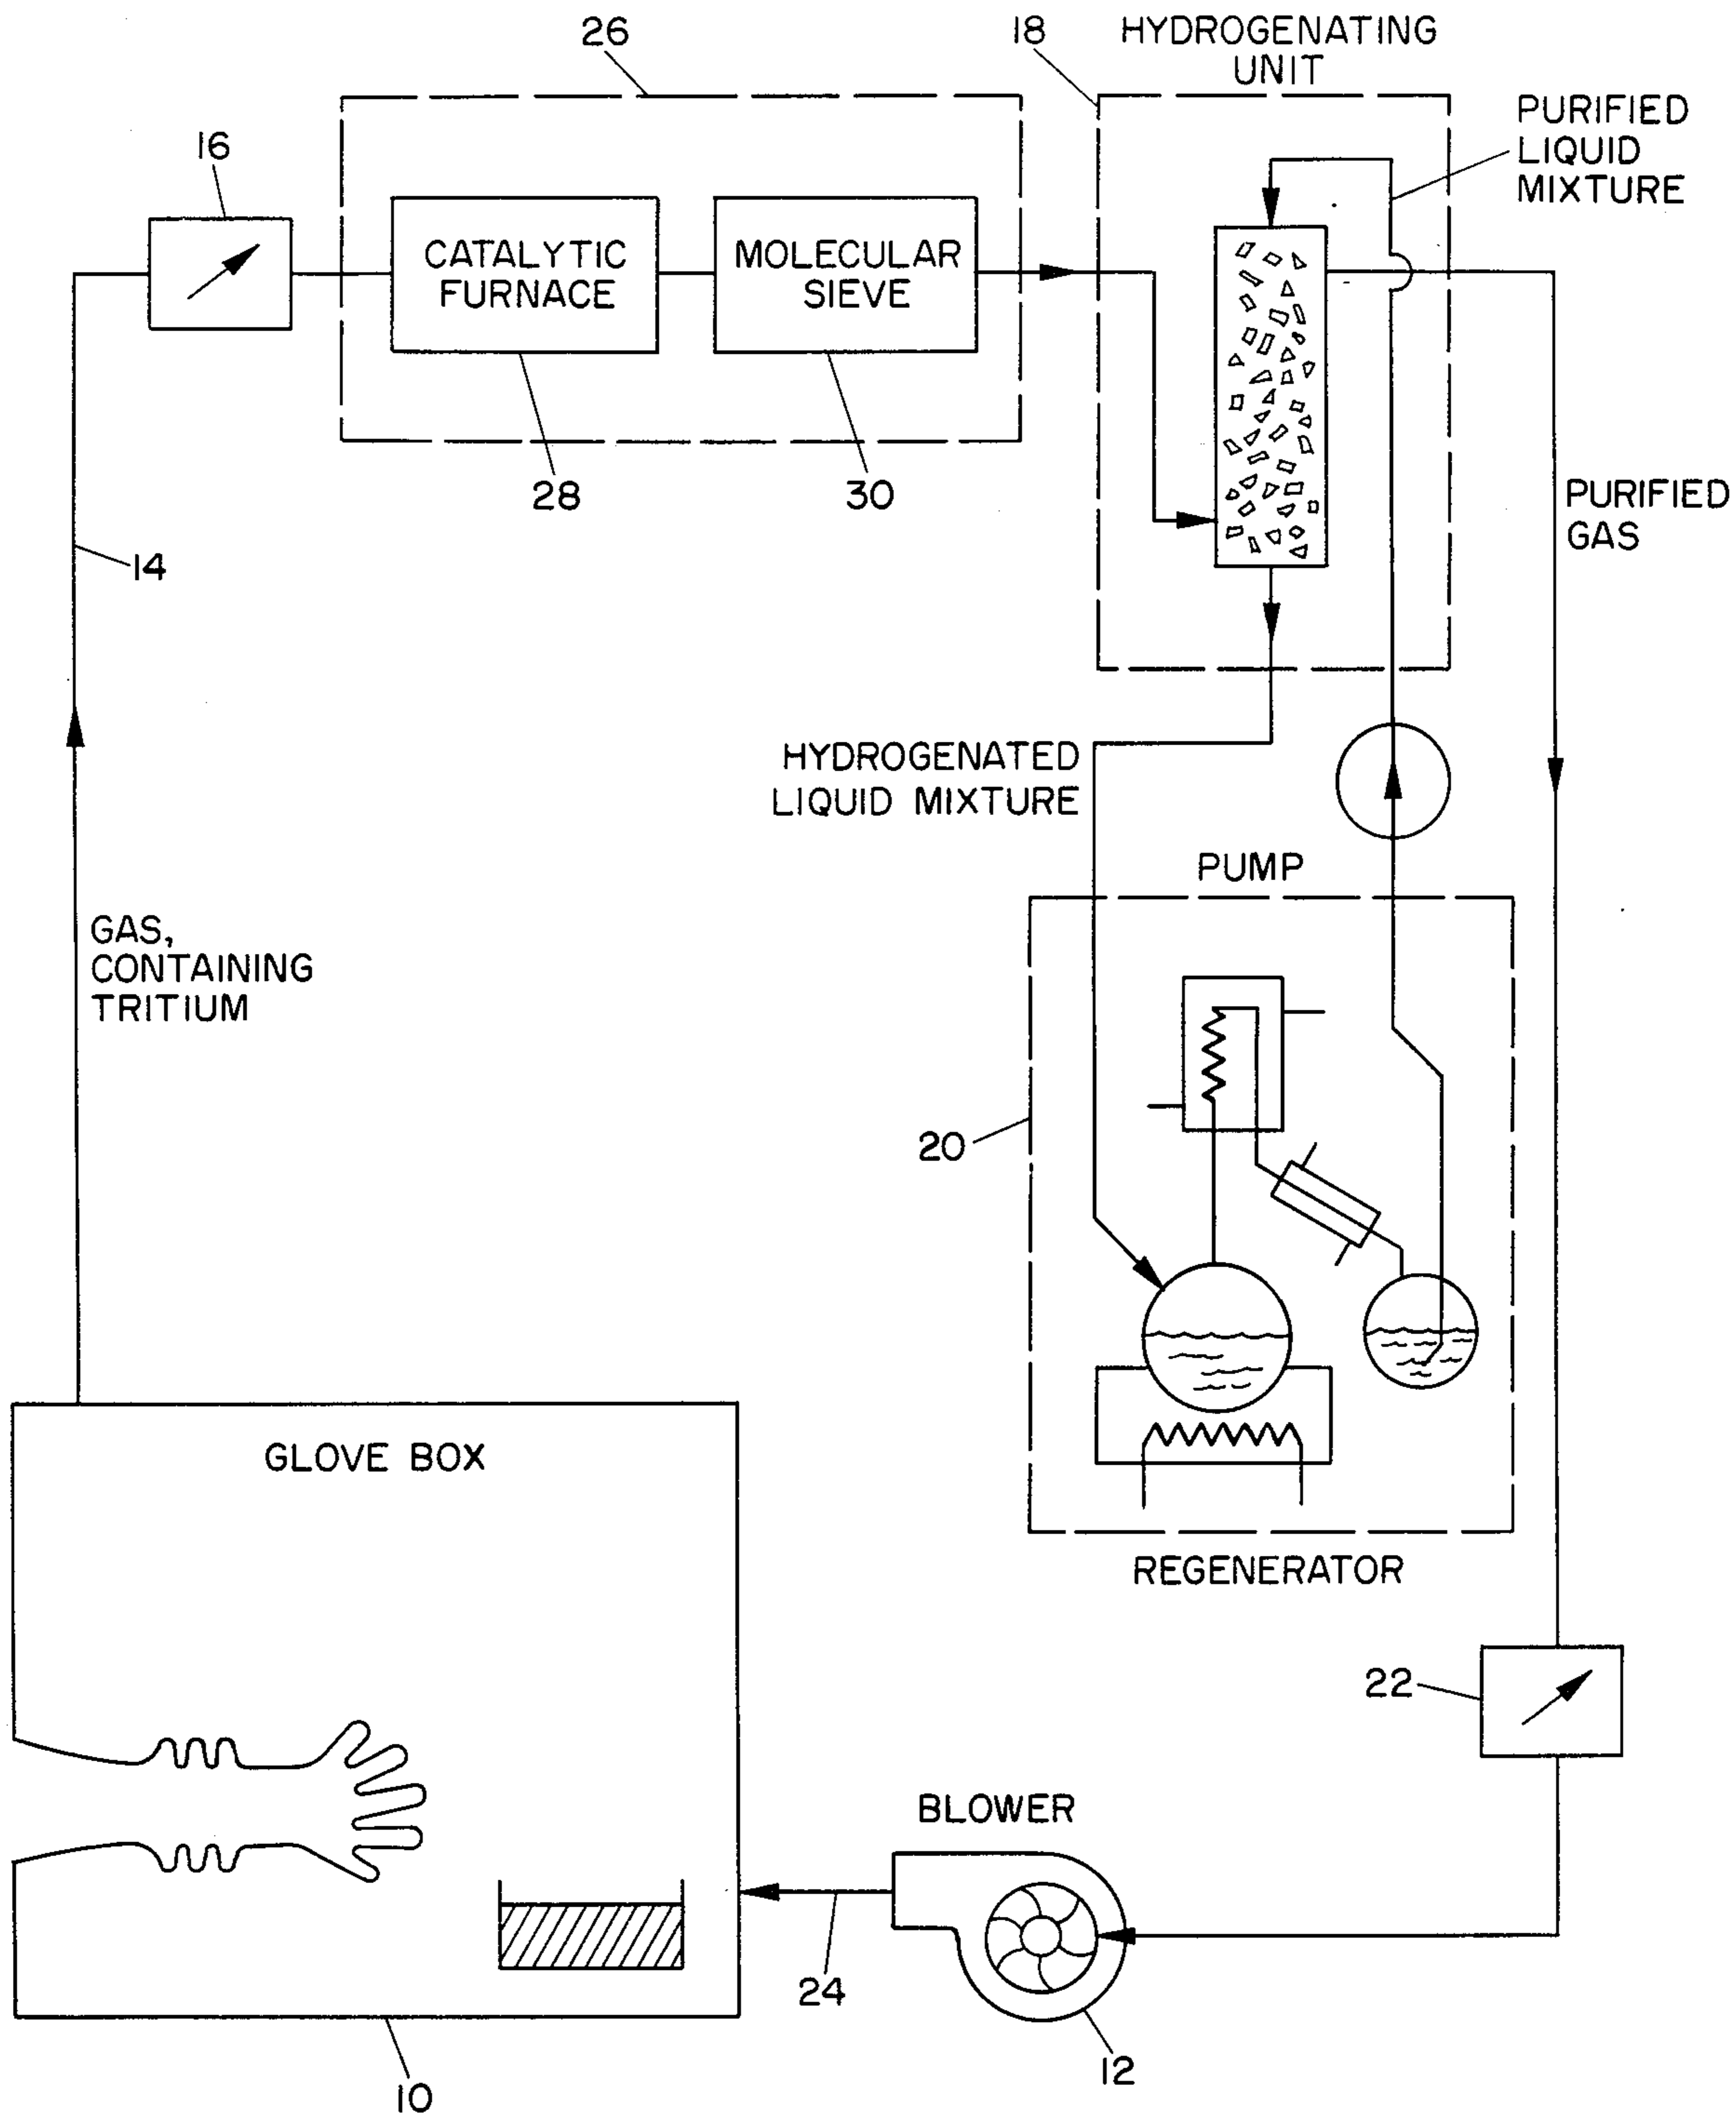 26
18
HYDROGENATING
UNIT
PURIFIED
LIQUID
MIXTURE
16
CATALYTIC
FURNACE
MOLECULAR
SIEVE
28
30
PURIFIED
GAS
14
HYDROGENATED
LIQUID MIXTURE
PUMP
GAS,
CONTAINING
TRITIUM
20
GLOVE BOX
REGENERATOR
22
BLOWER
24
12
10